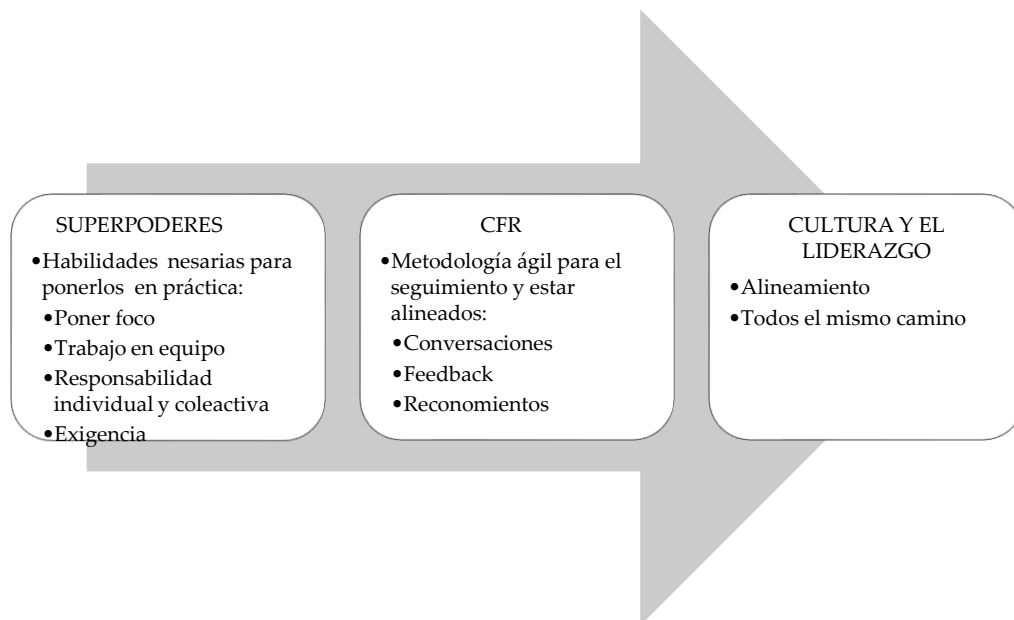 SUPERPODERES
•Habilidades nesarias para
ponerlos en práctica:
•Poner foco
•Trabajo en equipo
•Responsabilidad
individual y coleactiva
•Exigencia
CFR
•Metodología ágil para el
seguimiento y estar
alineados:
•Conversaciones
•Feedback
•Reconomientos
CULTURA Y EL
LIDERAZGO
•Alineamiento
•Todos el mismo camino